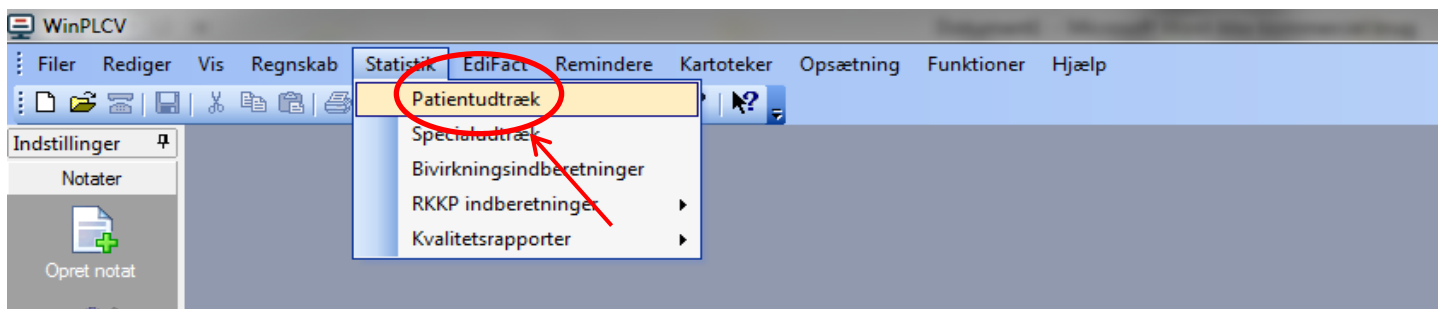 WinPLCV
Filer Rediger Vis Regnskab Statistik EdiFact Remindere Kartoteker Opsætning Funktioner Hjælp
Patientudtræk
Specialudtræk
Bivirkningsindberetninger
RKKP indberetninger
Kvalitetsrapporter
Indstillinger
Notater
Opret notat